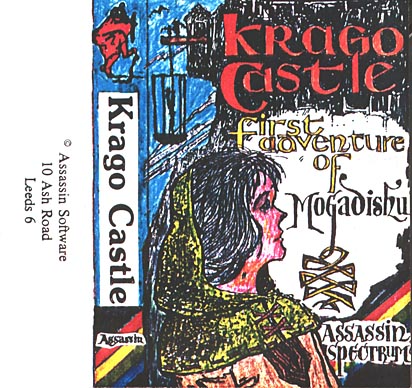 © Assassin Software
10 Ash Road
Leeds 6
Krago Castle
Assassin
KRAGO
CASTLE
first
adventure
of
Mogadishu
ASSASSIN
SPECTRUM